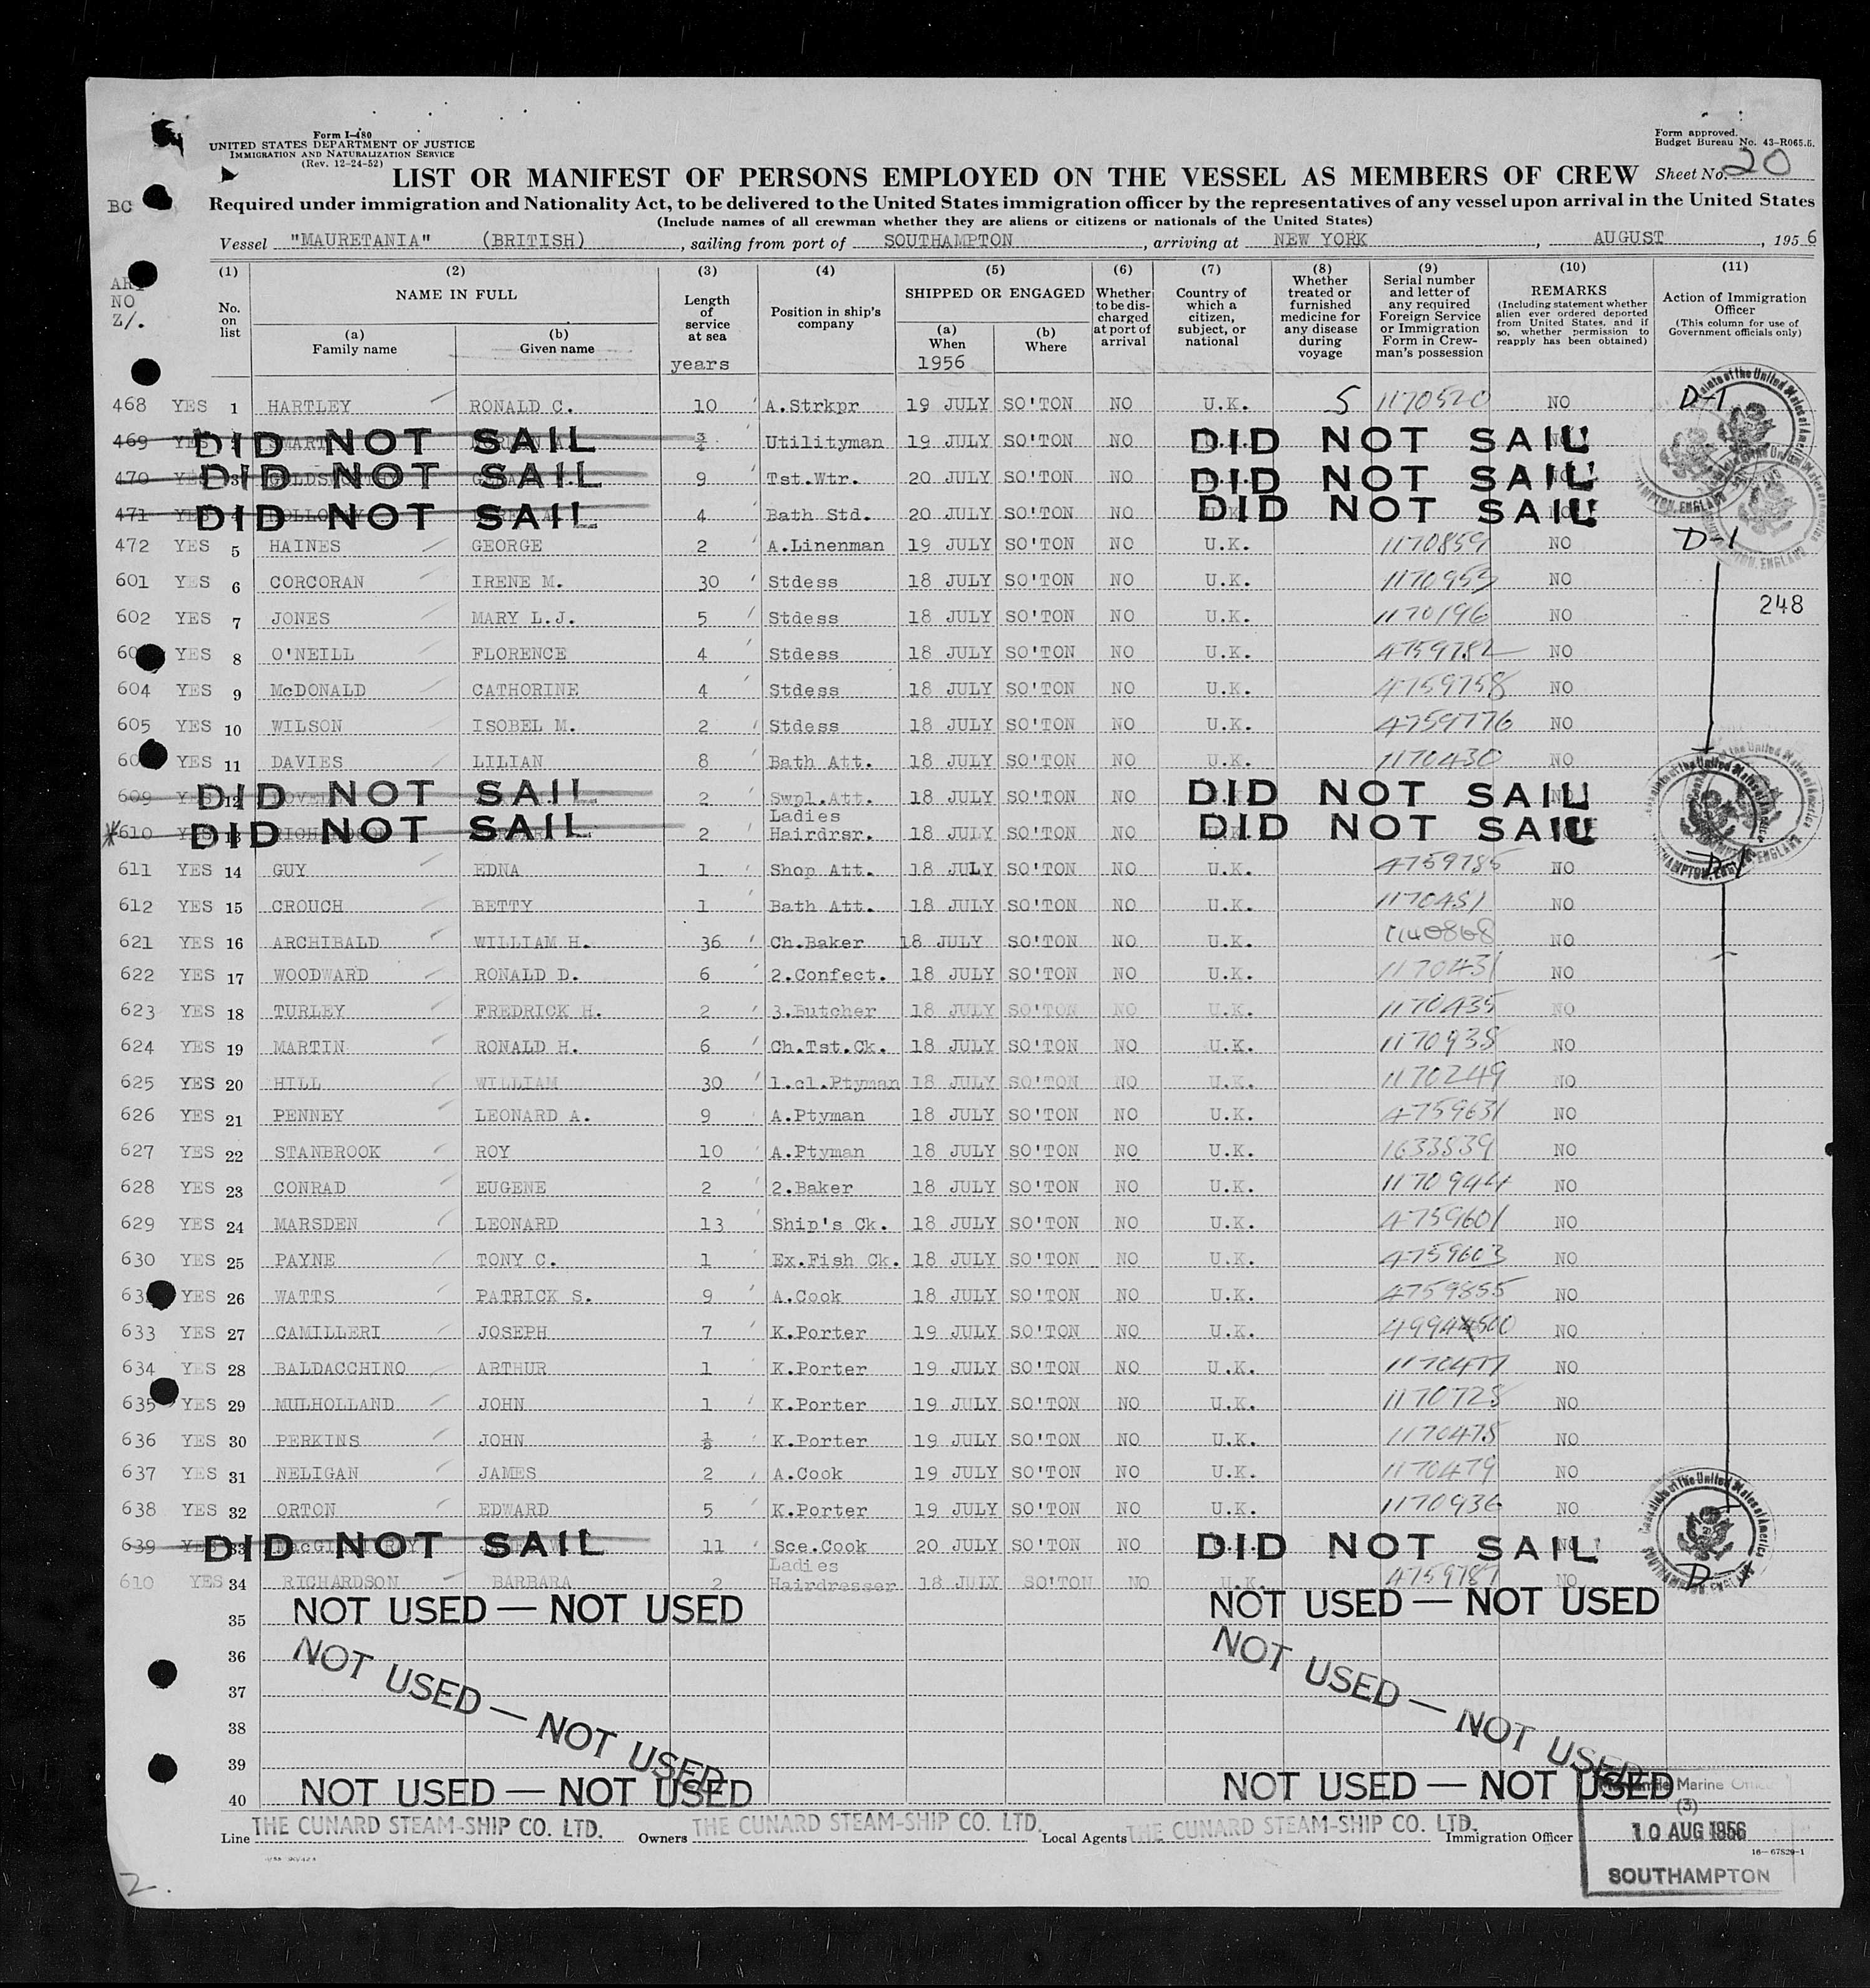 Form I-480
UNITED STATES DEPARTMENT OF JUSTICE
IMMIGRATION AND NATURALIZATION SERVICE
(Rev. 12-24-52)
Form approved.
Budget Bureau No. 43-R065.5.
LIST OR MANIFEST OF PERSONS EMPLOYED ON THE VESSEL AS MEMBERS OF CREW Sheet No. 20
BC
Required under immigration and Nationality Act, to be delivered to the United States immigration officer by the representatives of any vessel upon arrival in the United States
(Include names of all crewman whether they are aliens or citizens or nationals of the United States)
Vessel "MAURETANIA" (BRITISH), sailing from port of SOUTHAMPTON, arriving at NEW YORK, AUGUST, 1956
NO
Z/.
(1) No. on list
(2) NAME IN FULL (a) Family name (b) Given name
(3) Length of service at sea years
(4) Position in ship's company
(5) SHIPPED OR ENGAGED (a) When 1956 (b) Where
(6) Whether to be discharged at port of arrival
(7) Country of which a citizen, subject, or national
(8) Whether treated or furnished medicine for any disease during voyage
(9) Serial number and letter of any required Foreign Service or Immigration Form in Crewman's possession
(10) REMARKS (Including statement whether alien ever ordered deported from United States, and if so, whether permission to reapply has been obtained)
(11) Action of Immigration Officer (This column for use of Government officials only)
468 YES 1 HARTLEY RONALD C. 10 A.Strkpr 19 JULY SO'TON NO U.K. 5 1170520 NO D-1
469 DID NOT SAIL 3/4 Utilityman 19 JULY SO'TON NO DID NOT SAIL
470 DID NOT SAIL 9 Tst.Wtr. 20 JULY SO'TON NO DID NOT SAIL
471 DID NOT SAIL 4 Bath Std. 20 JULY SO'TON NO DID NOT SAIL
472 YES 5 HAINES GEORGE 2 A.Linenman 19 JULY SO'TON NO U.K. 1170859 NO D-1
601 YES 6 CORCORAN IRENE M. 30 Stdess 18 JULY SO'TON NO U.K. 1170953 NO
248
602 YES 7 JONES MARY L.J. 5 Stdess 18 JULY SO'TON NO U.K. 1170196 NO
YES 8 O'NEILL FLORENCE 4 Stdess 18 JULY SO'TON NO U.K. 4759782 NO
604 YES 9 McDONALD CATHORINE 4 Stdess 18 JULY SO'TON NO U.K. 4759758 NO
605 YES 10 WILSON ISOBEL M. 2 Stdess 18 JULY SO'TON NO U.K. 4759776 NO
YES 11 DAVIES LILIAN 8 Bath Att. 18 JULY SO'TON NO U.K. 1170430 NO
609 DID NOT SAIL 2 Swpl.Att. 18 JULY SO'TON NO DID NOT SAIL
610 DID NOT SAIL 2 Ladies Hairdrsr. 18 JULY SO'TON NO DID NOT SAIL
611 YES 14 GUY EDNA 1 Shop Att. 18 JULY SO'TON NO U.K. 4759785 NO D-1
612 YES 15 CROUCH BETTY 1 Bath Att. 18 JULY SO'TON NO U.K. 1170451 NO
621 YES 16 ARCHIBALD WILLIAM H. 36 Ch.Baker 18 JULY SO'TON NO U.K. NO
622 YES 17 WOODWARD RONALD D. 6 2.Confect. 18 JULY SO'TON NO U.K. 1170431 NO
623 YES 18 TURLEY FREDRICK H. 2 3.Butcher 18 JULY SO'TON NO U.K. 1170435 NO
624 YES 19 MARTIN RONALD H. 6 Ch.Tst.Ck. 18 JULY SO'TON NO U.K. 1170938 NO
625 YES 20 HILL WILLIAM 30 1.cl.Ptyman 18 JULY SO'TON NO U.K. 1170249 NO
626 YES 21 PENNEY LEONARD A. 9 A.Ptyman 18 JULY SO'TON NO U.K. 4759631 NO
627 YES 22 STANBROOK ROY 10 A.Ptyman 18 JULY SO'TON NO U.K. 1633839 NO
628 YES 23 CONRAD EUGENE 2 2.Baker 18 JULY SO'TON NO U.K. 1170944 NO
629 YES 24 MARSDEN LEONARD 13 Ship's Ck. 18 JULY SO'TON NO U.K. 4759601 NO
630 YES 25 PAYNE TONY C. 1 Ex.Fish Ck. 18 JULY SO'TON NO U.K. 4759603 NO
YES 26 WATTS PATRICK S. 9 A.Cook 18 JULY SO'TON NO U.K. 4759855 NO
633 YES 27 CAMILLERI JOSEPH 7 K.Porter 19 JULY SO'TON NO U.K. NO
634 YES 28 BALDACCHINO ARTHUR 1 K.Porter 19 JULY SO'TON NO U.K. 1170477 NO
635 YES 29 MULHOLLAND JOHN 1 K.Porter 19 JULY SO'TON NO U.K. 1170728 NO
636 YES 30 PERKINS JOHN K.Porter 19 JULY SO'TON NO U.K. 1170478 NO
637 YES 31 NELIGAN JAMES 2 A.Cook 19 JULY SO'TON NO U.K. 1170479 NO
638 YES 32 ORTON EDWARD 5 K.Porter 19 JULY SO'TON NO U.K. 1170936 NO
639 DID NOT SAIL 11 Sce.Cook 20 JULY SO'TON NO DID NOT SAIL
610 YES 34 RICHARDSON BARBARA 2 Ladies Hairdresser 18 JULY SO'TON NO U.K. 4759787 NO D-1
35 NOT USED — NOT USED NOT USED — NOT USED
36 NOT USED — NOT USED NOT USED — NOT USED
37
38
39
40 NOT USED — NOT USED NOT USED — NOT USED
Line THE CUNARD STEAM-SHIP CO. LTD. Owners THE CUNARD STEAM-SHIP CO. LTD. Local Agents THE CUNARD STEAM-SHIP CO. LTD. Immigration Officer
Mercantile Marine Office
(3)
10 AUG 1956
SOUTHAMPTON
16—67829-1
2.